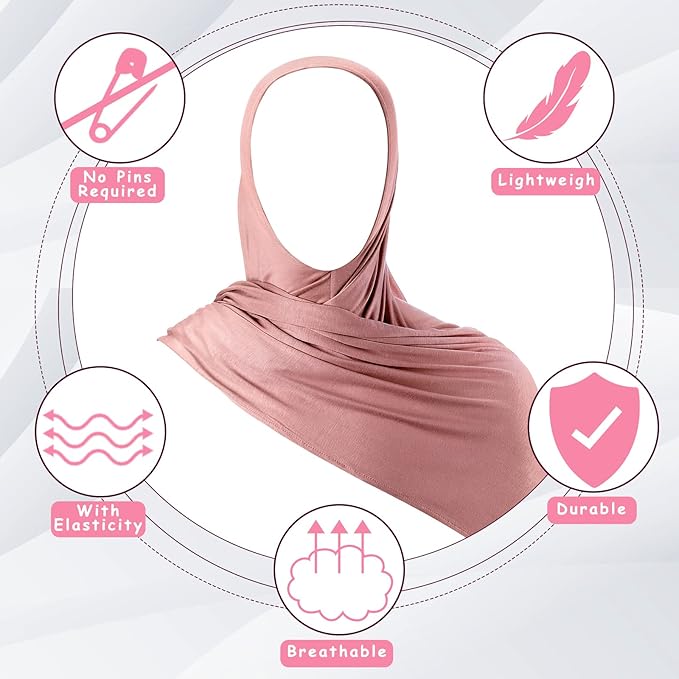 No Pins
Required
Lightweigh
With
Elasticity
Durable
Breathable